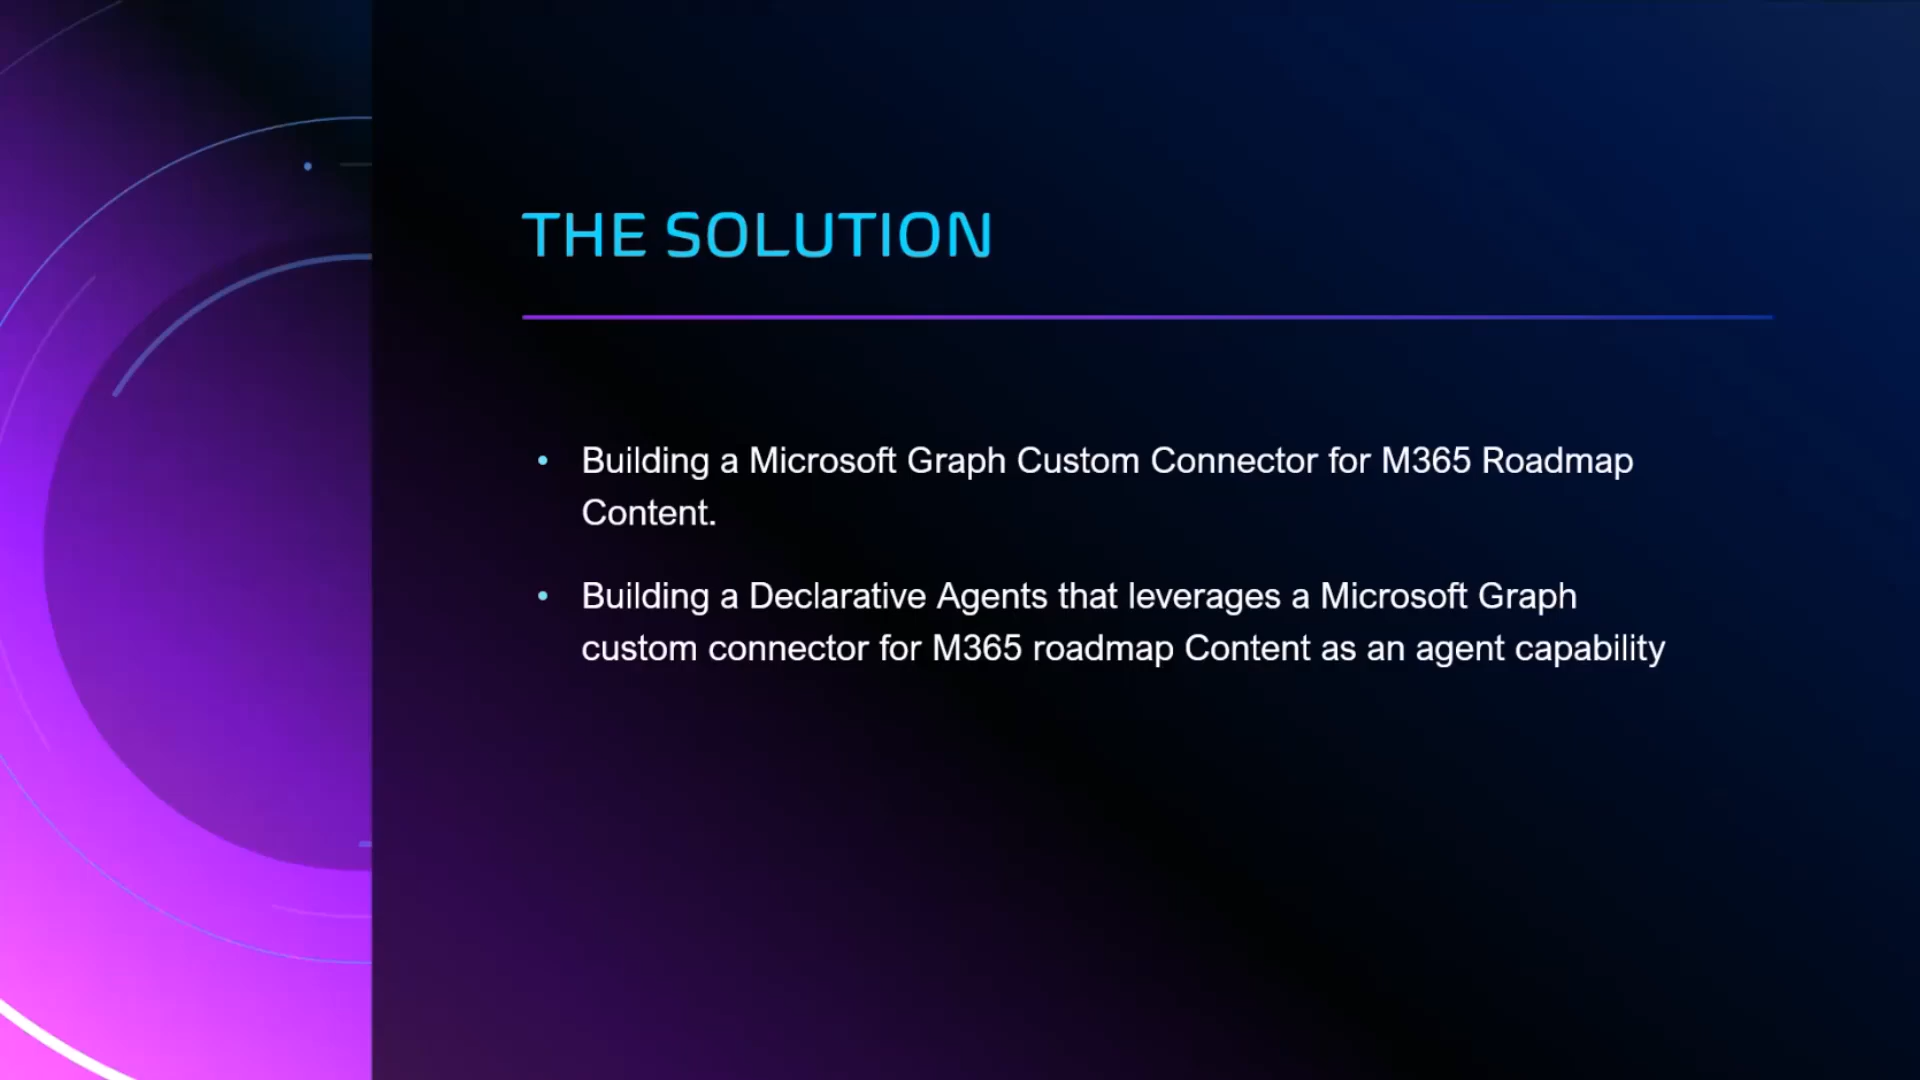 THE SOLUTION
• Building a Microsoft Graph Custom Connector for M365 Roadmap
Content.
• Building a Declarative Agents that leverages a Microsoft Graph
custom connector for M365 roadmap Content as an agent capability